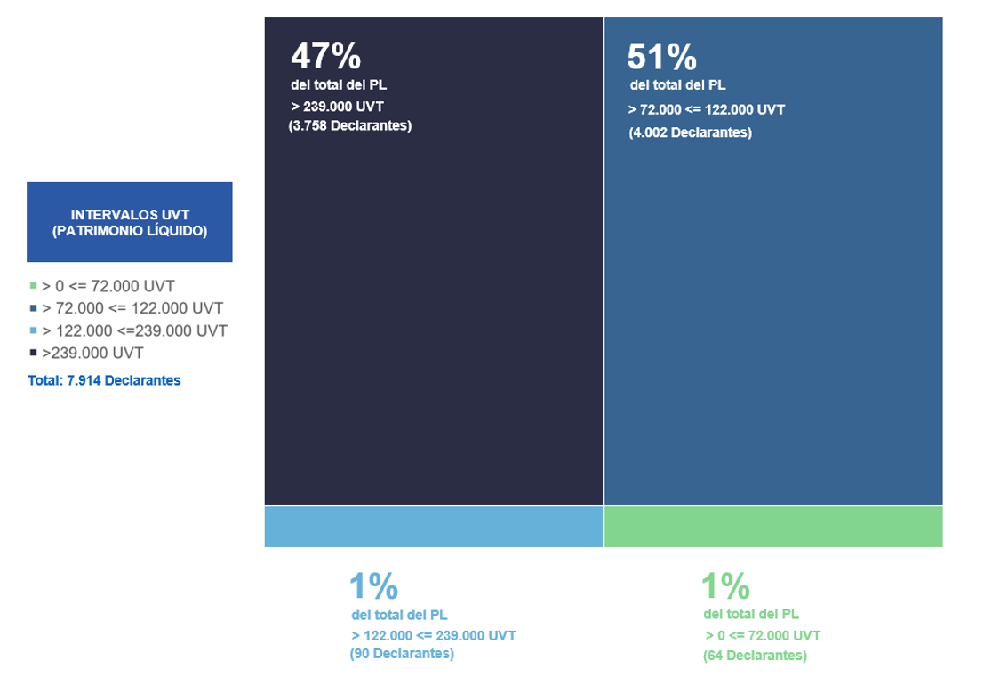 47%
del total del PL
> 239.000 UVT
(3.758 Declarantes)
51%
del total del PL
> 72.000 <= 122.000 UVT
(4.002 Declarantes)
INTERVALOS UVT
(PATRIMONIO LÍQUIDO)
> 0 <= 72.000 UVT
> 72.000 <= 122.000 UVT
> 122.000 <=239.000 UVT
>239.000 UVT
Total: 7.914 Declarantes
1%
del total del PL
> 122.000 <= 239.000 UVT
(90 Declarantes)
1%
del total del PL
> 0 <= 72.000 UVT
(64 Declarantes)